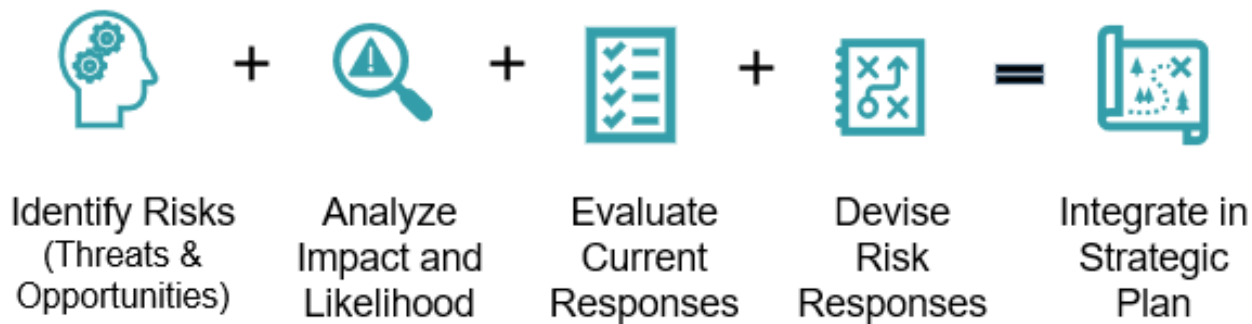 + + + =
Identify Risks
(Threats &
Opportunities)
Analyze
Impact and
Likelihood
Evaluate
Current
Responses
Devise
Risk
Responses
Integrate in
Strategic
Plan